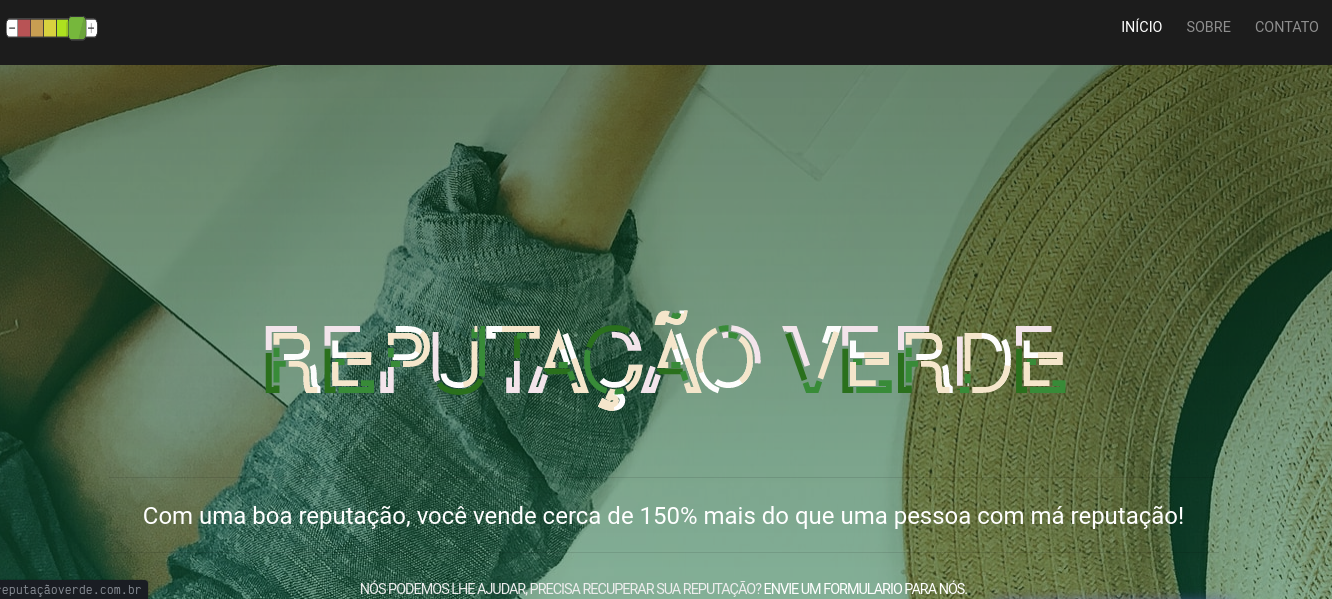 INÍCIO SOBRE CONTATO
REPUTAÇÃO VERDE
Com uma boa reputação, você vende cerca de 150% mais do que uma pessoa com má reputação!
NÓS PODEMOS LHE AJUDAR, PRECISA RECUPERAR SUA REPUTAÇÃO? ENVIE UM FORMULARIO PARA NÓS.
reputaçãoverde.com.br